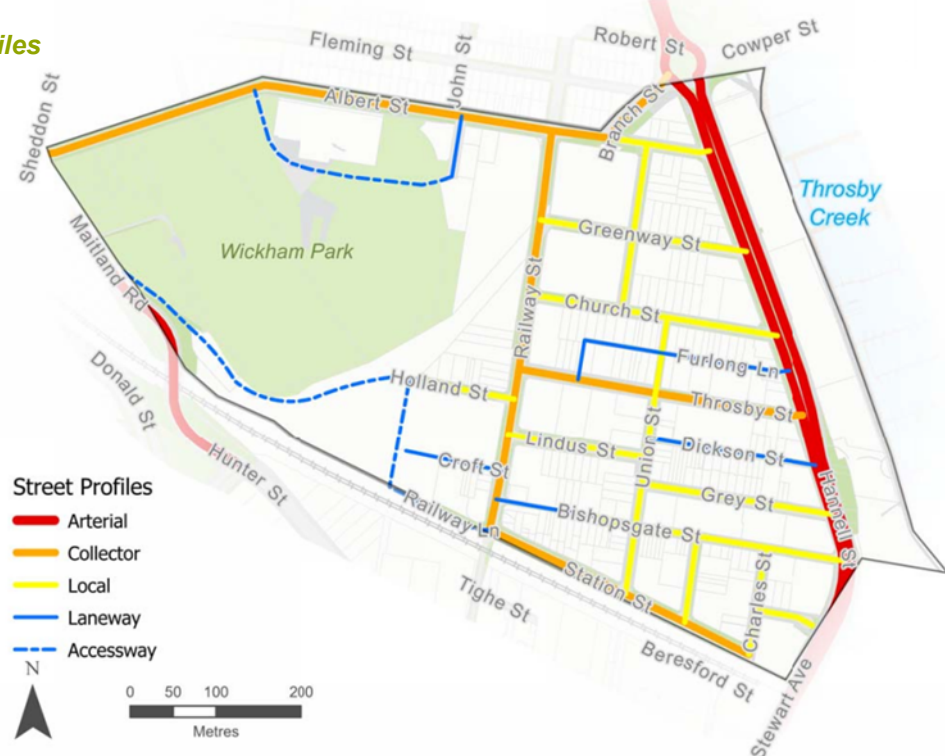 iles
Fleming St
John St
Robert St
Cowper St
Sheddon St
Albert St
Branch St
Throsby
Creek
Wickham Park
Greenway St
Maitland Rd
Railway St
Church St
Furlong Ln
Donald St
Holland St
Throsby St
Union St
Lindus St
Dickson St
Croft St
Hunter St
Grey St
Hannell St
Railway Ln
Bishopsgate St
Station St
Charles St
Tighe St
Beresford St
Stewart Ave
Street Profiles
Arterial
Collector
Local
Laneway
Accessway
N
0 50 100 200
Metres